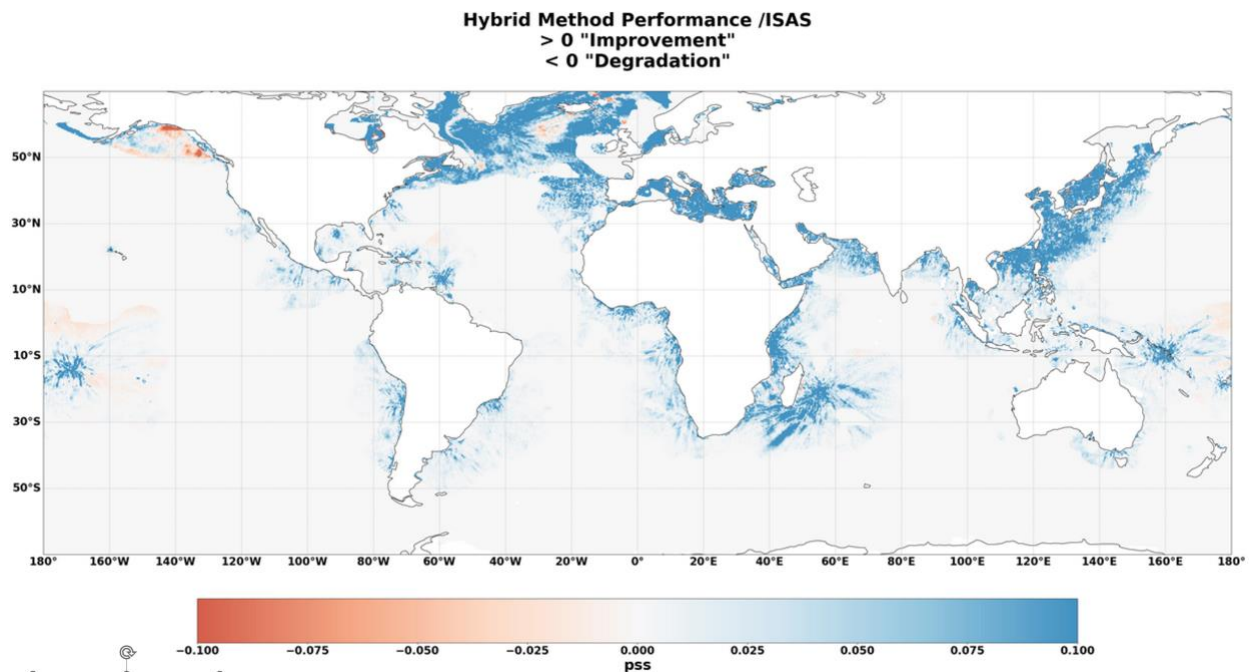 Hybrid Method Performance /ISAS
> 0 "Improvement"
< 0 "Degradation"
50°N
30°N
10°N
10°S
30°S
50°S
180° 160°W 140°W 120°W 100°W 80°W 60°W 40°W 20°W 0° 20°E 40°E 60°E 80°E 100°E 120°E 140°E 160°E 180°
−0.100 −0.075 −0.050 −0.025 0.000 0.025 0.050 0.075 0.100
pss